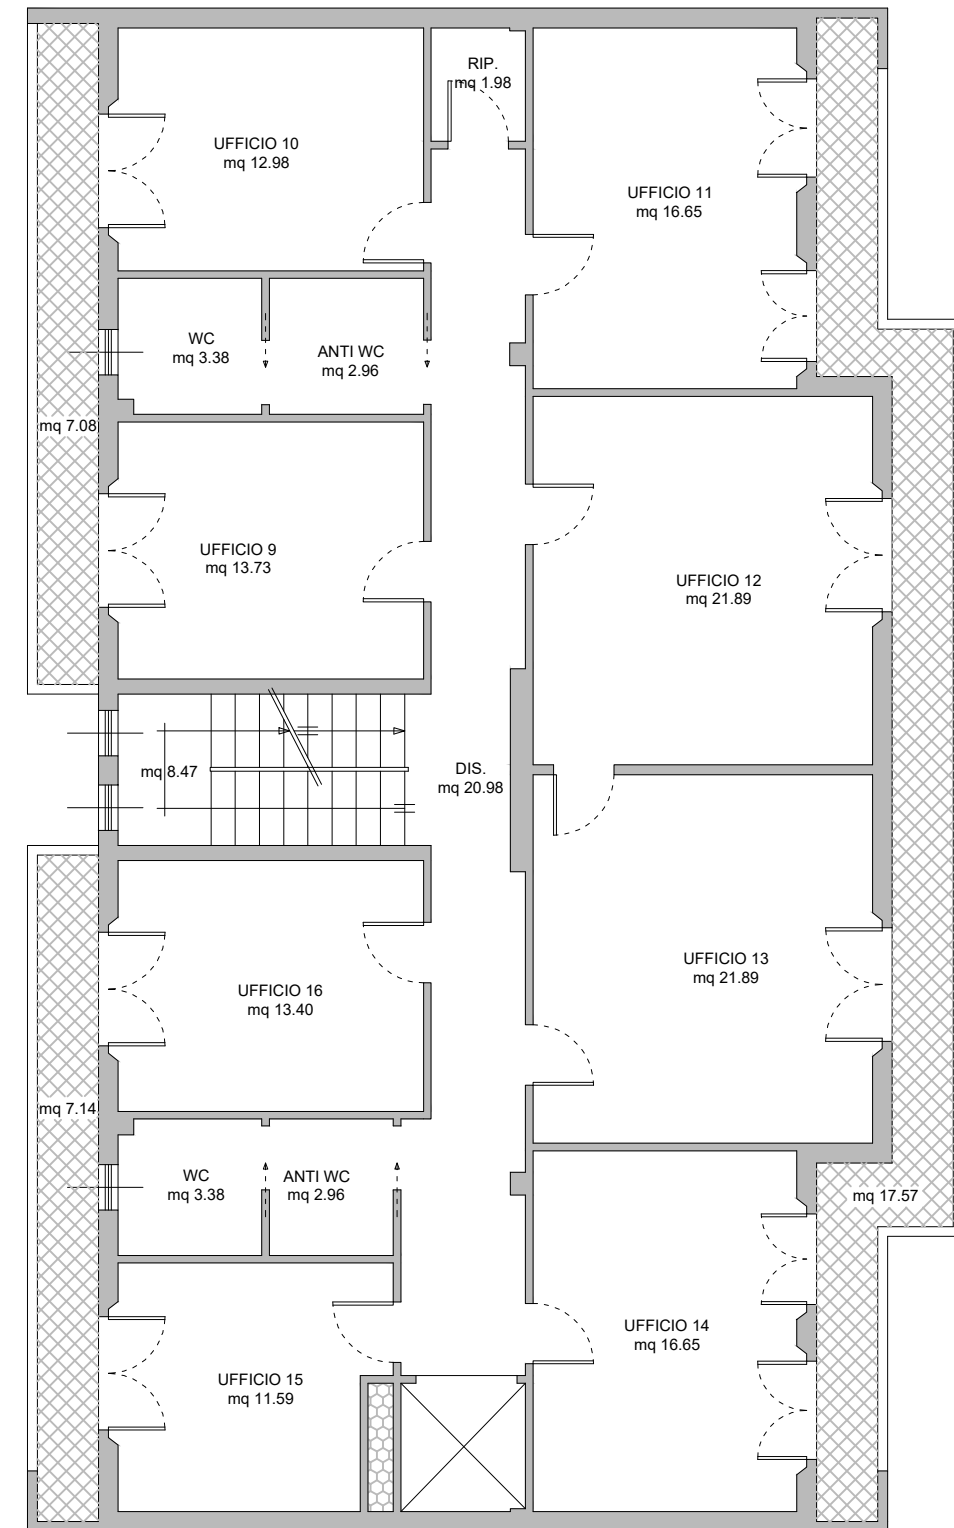 RIP.
mq 1.98
UFFICIO 10
mq 12.98
UFFICIO 11
mq 16.65
WC
mq 3.38
ANTI WC
mq 2.96
mq 7.08
UFFICIO 9
mq 13.73
UFFICIO 12
mq 21.89
mq 8.47
DIS.
mq 20.98
UFFICIO 13
mq 21.89
UFFICIO 16
mq 13.40
mq 7.14
WC
mq 3.38
ANTI WC
mq 2.96
mq 17.57
UFFICIO 14
mq 16.65
UFFICIO 15
mq 11.59